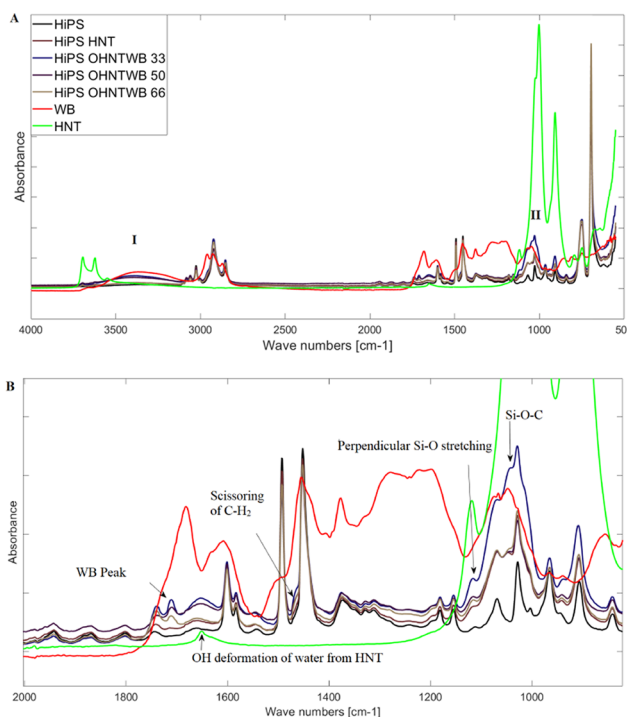 A
HiPS
HiPS HNT
HiPS OHNTWB 33
HiPS OHNTWB 50
HiPS OHNTWB 66
WB
HNT
Absorbance
I
II
4000 3500 3000 2500 2000 1500 1000 50
Wave numbers [cm-1]
B
Si-O-C
Perpendicular Si-O stretching
Scissoring
of C-H2
WB Peak
Absorbance
OH deformation of water from HNT
2000 1800 1600 1400 1200 1000
Wave numbers [cm-1]